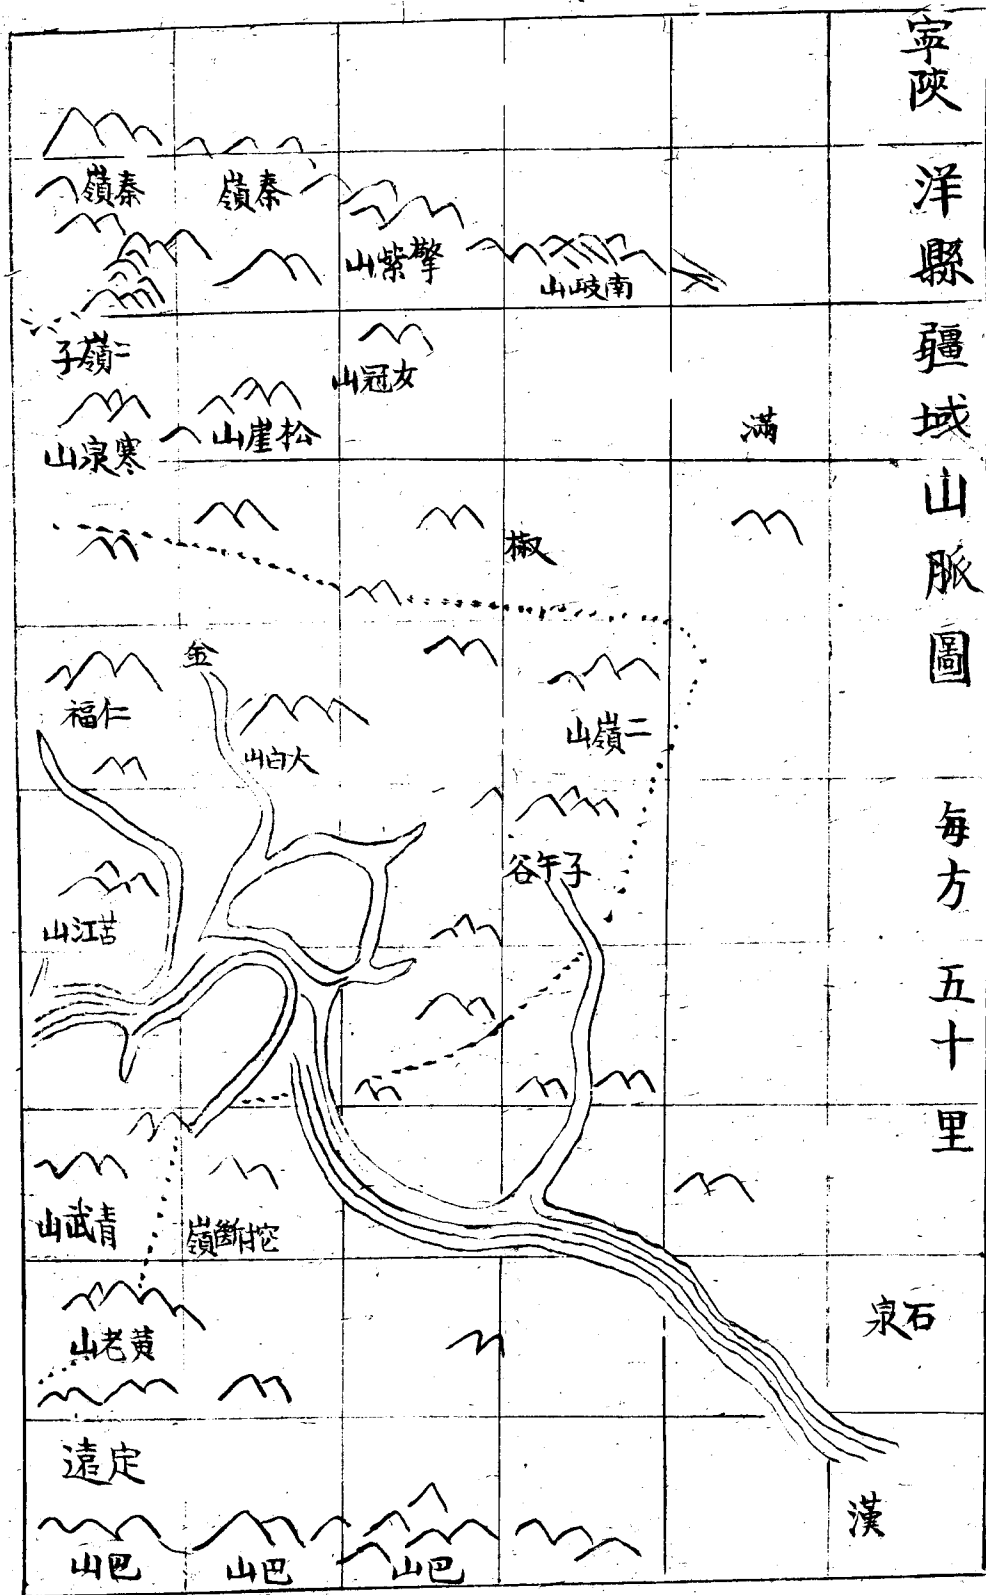 寧陝
洋縣疆域山脈圖
每方五十里
秦嶺
秦嶺
擎紫山
南岐山
二嶺子
女冠山
寒泉山
松崖山
滿
椒
金
仁福
大白山
二嶺山
子午谷
苦江山
青武山
挖斷嶺
黃老山
石泉
定遠
漢
巴山
巴山
巴山